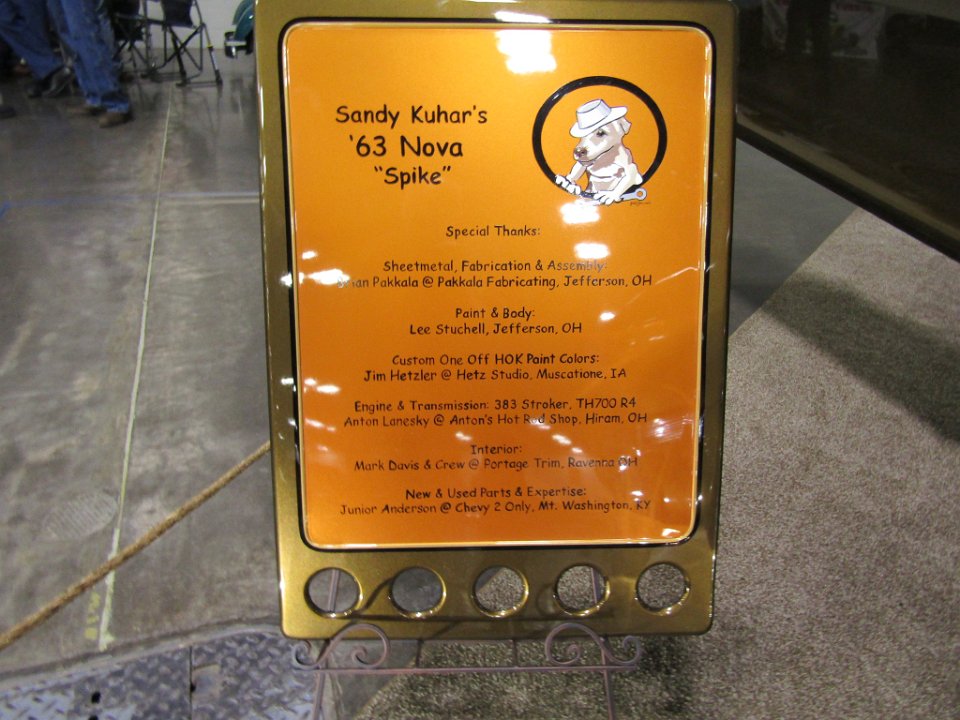 Sandy Kuhar's
'63 Nova
"Spike"
Special Thanks:
Sheetmetal, Fabrication & Assembly:
Pakkala @ Pakkala Fabricating, Jefferson, OH
Paint & Body:
Lee Stuchell, Jefferson, OH
Custom One Off HOK Paint Colors:
Jim Hetzler @ Hetz Studio, Muscatione, IA
Engine & Transmission: 383 Stroker, TH700 R4
Anton Lanesky @ Anton's Hot Rod Shop, Hiram, OH
Interior:
Mark Davis & Crew @ Portage Trim, Ravenna OH
New & Used Parts & Expertise:
Junior Anderson @ Chevy 2 Only, Mt. Washington, KY